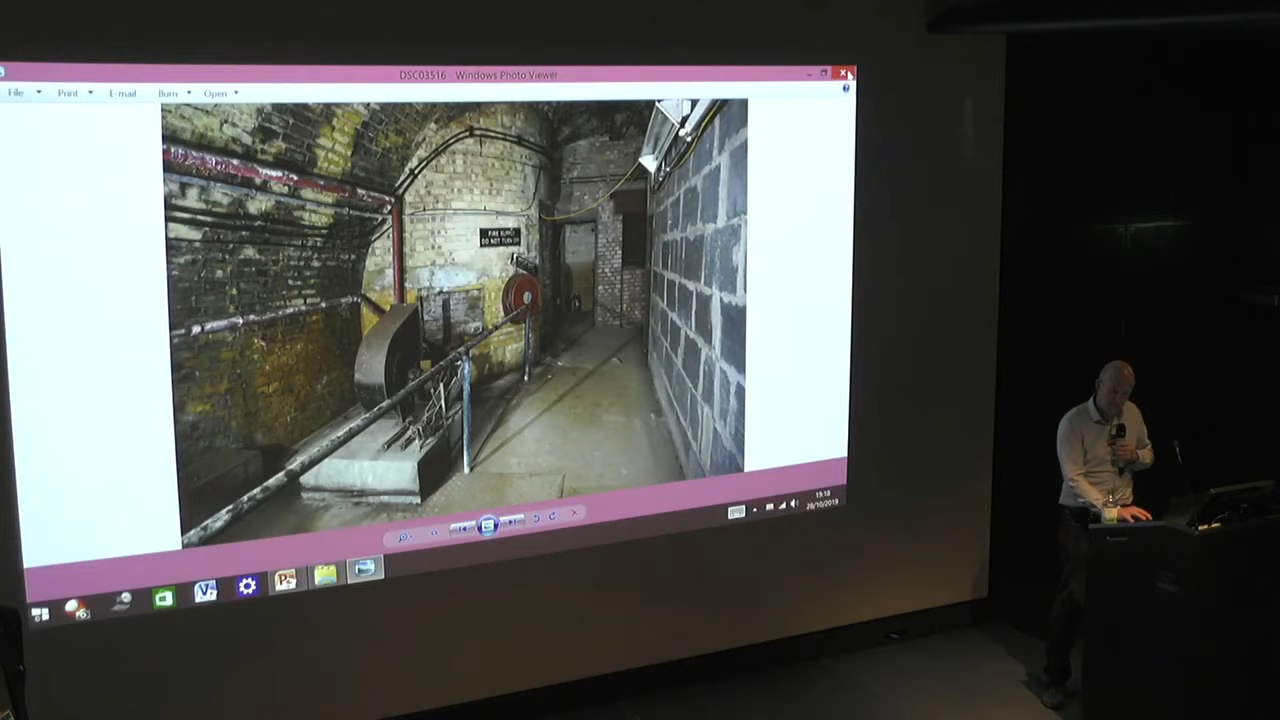 DSC03516 - Windows Photo Viewer
File Print E-mail Burn Open
FIRE SUPPLY
DO NOT TURN OFF
19:18
28/10/2019